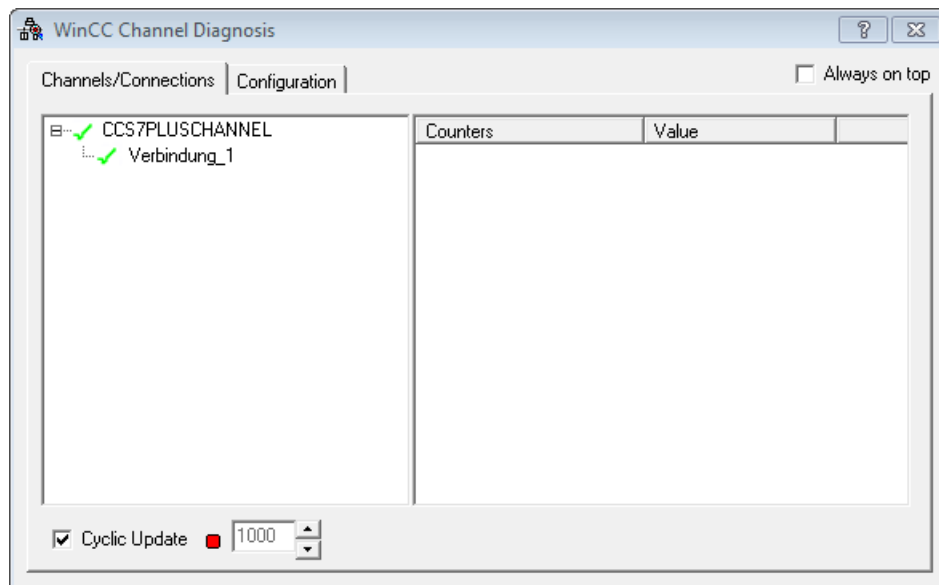 WinCC Channel Diagnosis
Channels/Connections Configuration Always on top
CCS7PLUSCHANNEL
Verbindung_1
Counters Value
Cyclic Update 1000